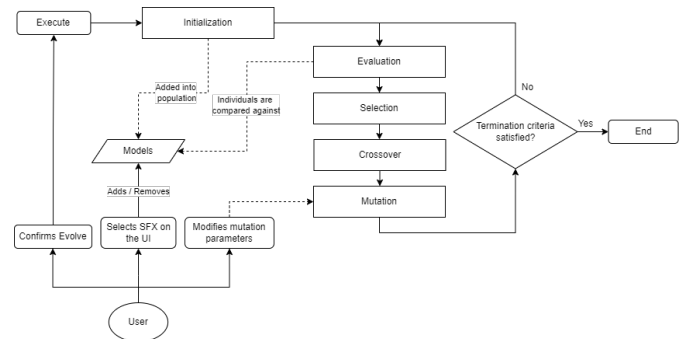 Execute
Initialization
Evaluation
Added into
population
Individuals are
compared against
No
Selection
Termination criteria
satisfied?
Yes
End
Models
Crossover
Adds / Removes
Mutation
Confirms Evolve
Selects SFX on
the UI
Modifies mutation
parameters
User